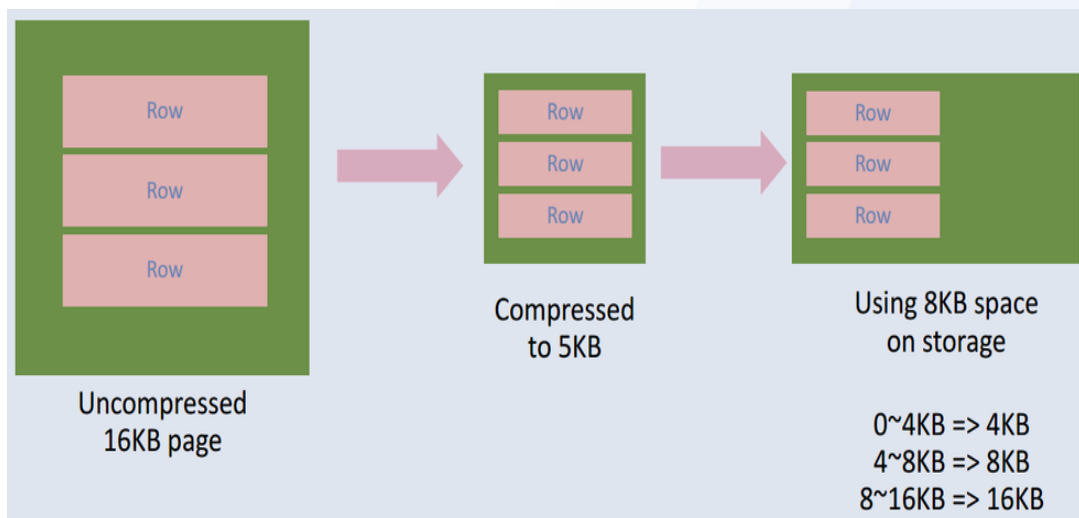 Row
Row
Row
Uncompressed
16KB page
Row
Row
Row
Compressed
to 5KB
Row
Row
Row
Using 8KB space
on storage
0~4KB => 4KB
4~8KB => 8KB
8~16KB => 16KB